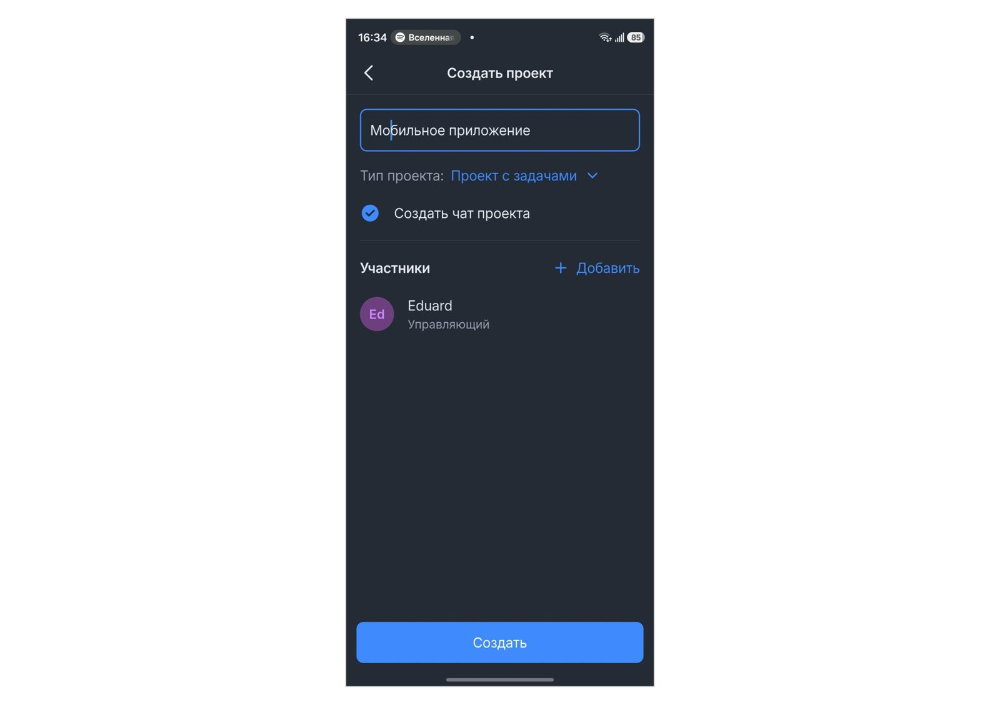 16:34 Вселенная 85
Создать проект
Мобильное приложение
Тип проекта: Проект с задачами
Создать чат проекта
Участники + Добавить
Ed
Eduard
Управляющий
Создать